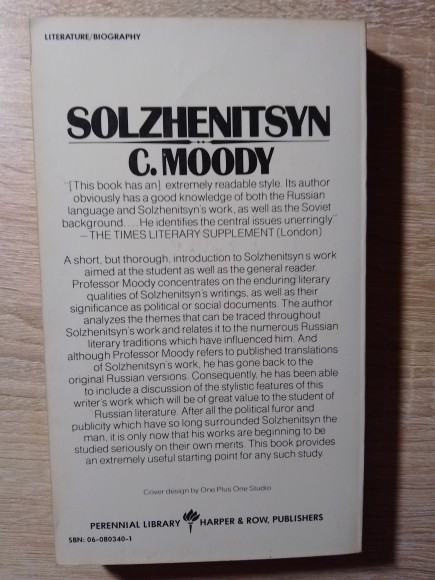 LITERATURE/BIOGRAPHY
SOLZHENITSYN
C. MOODY
"[This book has an] extremely readable style. Its author
obviously has a good knowledge of both the Russian
language and Solzhenitsyn's work, as well as the Soviet
background. . . . He identifies the central issues unerringly."
—THE TIMES LITERARY SUPPLEMENT (London)
A short, but thorough, introduction to Solzhenitsyn's work
aimed at the student as well as the general reader.
Professor Moody concentrates on the enduring literary
qualities of Solzhenitsyn's writings, as well as their
significance as political or social documents. The author
analyzes the themes that can be traced throughout
Solzhenitsyn's work and relates it to the numerous Russian
literary traditions which have influenced him. And
although Professor Moody refers to published translations
of Solzhenitsyn's work, he has gone back to the
original Russian versions. Consequently, he has been able
to include a discussion of the stylistic features of this
writer's work which will be of great value to the student of
Russian literature. After all the political furor and
publicity which have so long surrounded Solzhenitsyn the
man, it is only now that his works are beginning to be
studied seriously on their own merits. This book provides
an extremely useful starting point for any such study.
Cover design by One Plus One Studio
PERENNIAL LIBRARY HARPER & ROW, PUBLISHERS
SBN: 06-080340-1